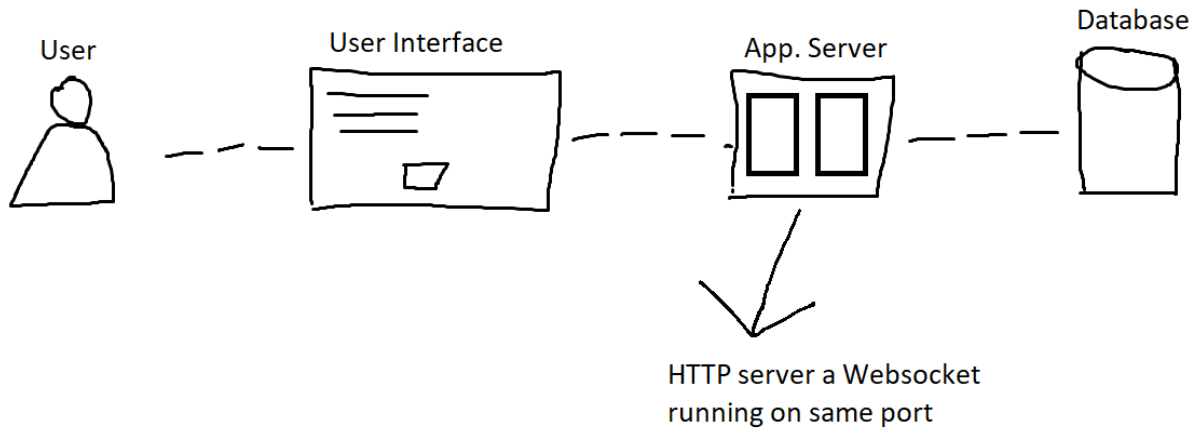 User
User Interface
App. Server
Database
HTTP server a Websocket
running on same port